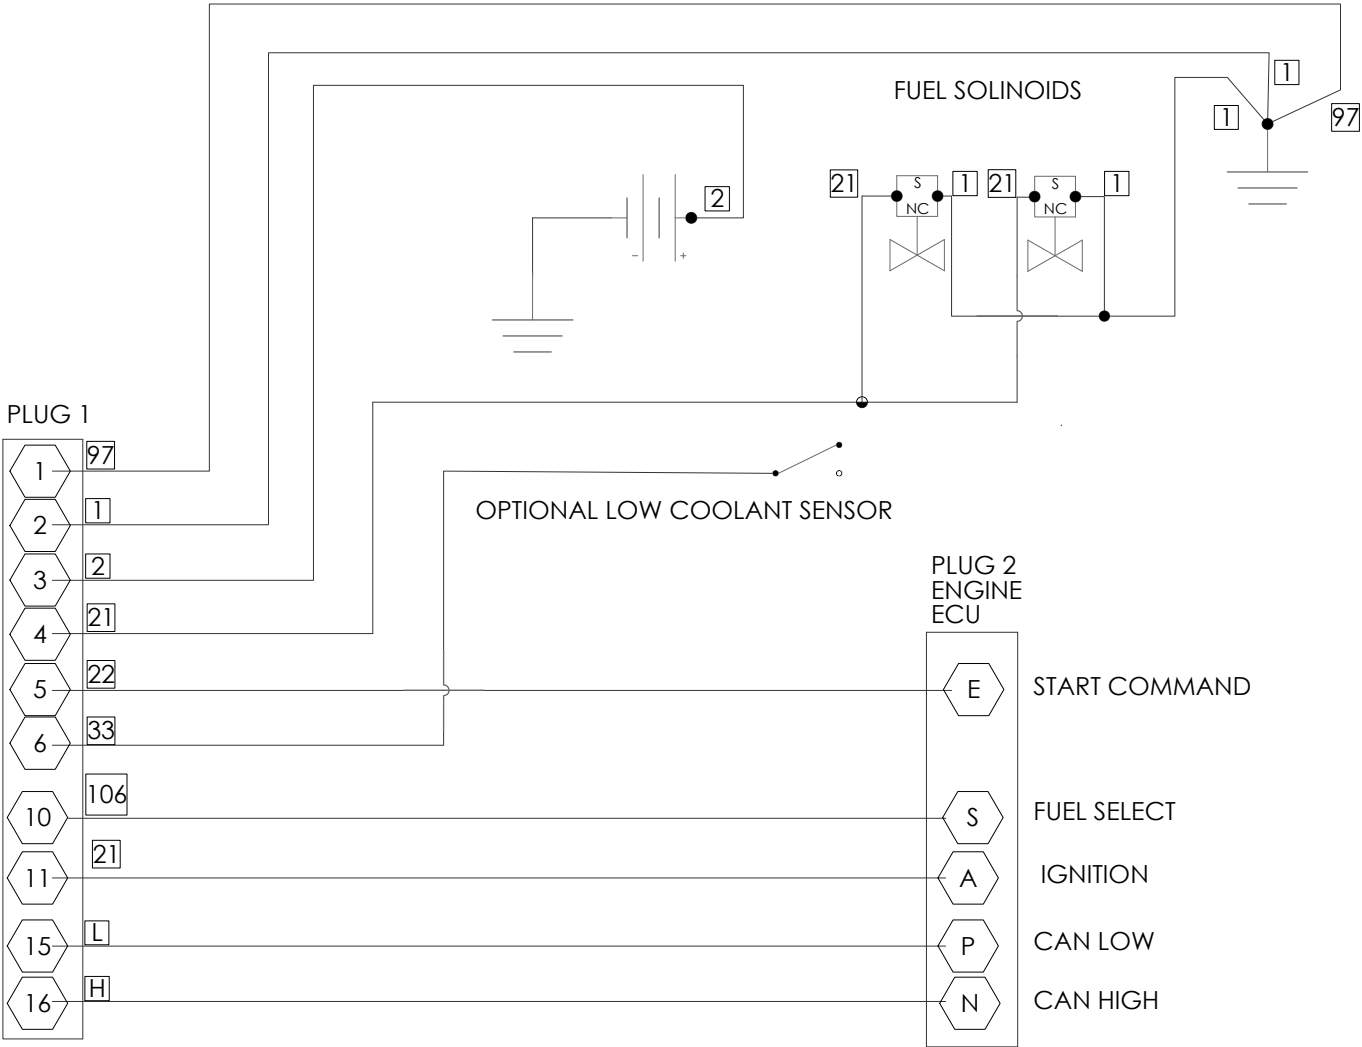 1
FUEL SOLINOIDS
1
97
21
S
NC
1
21
S
NC
1
2
-
+
PLUG 1
1
97
2
1
3
2
4
21
5
22
6
33
10
106
11
21
15
L
16
H
OPTIONAL LOW COOLANT SENSOR
PLUG 2
ENGINE
ECU
E
START COMMAND
S
FUEL SELECT
A
IGNITION
P
CAN LOW
N
CAN HIGH